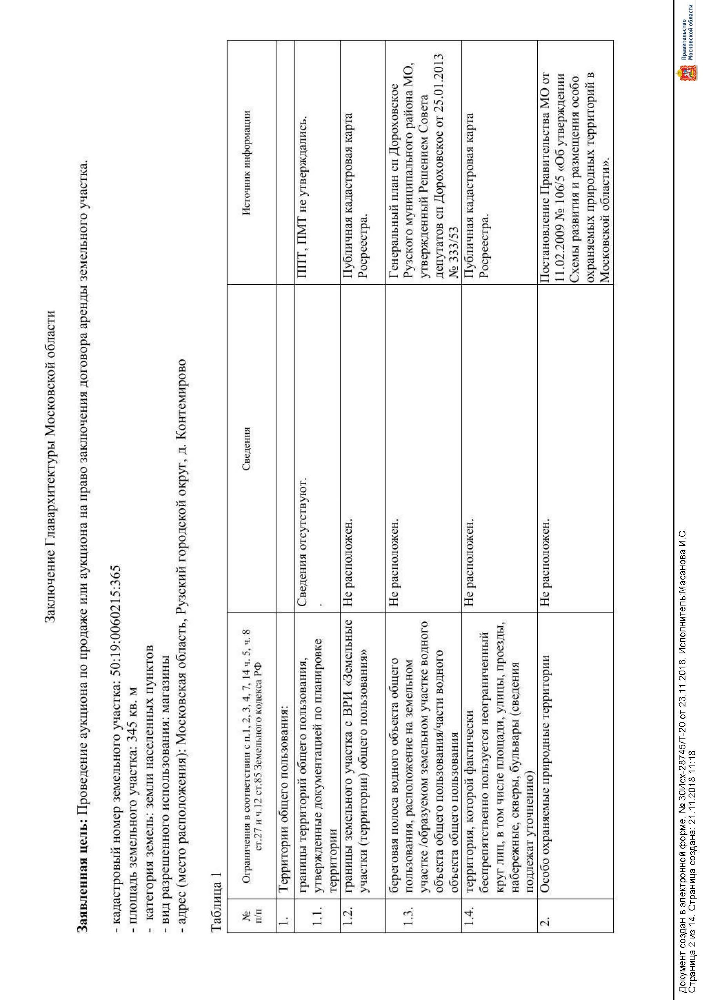 Заключение Главархитектуры Московской области
Заявленная цель: Проведение аукциона по продаже или аукциона на право заключения договора аренды земельного участка.
- кадастровый номер земельного участка: 50:19:0060215:365
- площадь земельного участка: 345 кв. м
- категория земель: земли населенных пунктов
- вид разрешенного использования: магазины
- адрес (место расположения): Московская область, Рузский городской округ, д. Контемирово
Таблица 1
№
п/п
Ограничения в соответствии с п.1, 2, 3, 4, 7, 14 ч. 5, ч. 8
ст.27 и ч.12 ст.85 Земельного кодекса РФ
Сведения
Источник информации
1.
Территории общего пользования:
1.1.
границы территорий общего пользования,
утвержденные документацией по планировке
территории
Сведения отсутствуют.
.
ППТ, ПМТ не утверждались.
1.2.
границы земельного участка с ВРИ «Земельные
участки (территории) общего пользования»
Не расположен.
Публичная кадастровая карта
Росреестра.
1.3.
береговая полоса водного объекта общего
пользования, расположение на земельном
участке /образуемом земельном участке водного
объекта общего пользования/части водного
объекта общего пользования
Не расположен.
Генеральный план сп Дороховское
Рузского муниципального района МО,
утвержденный Решением Совета
депутатов сп Дороховское от 25.01.2013
№ 333/53
1.4.
территория, которой фактически
беспрепятственно пользуется неограниченный
круг лиц, в том числе площади, улицы, проезды,
набережные, скверы, бульвары (сведения
подлежат уточнению)
Не расположен.
Публичная кадастровая карта
Росреестра.
2.
Особо охраняемые природные территории
Не расположен.
Постановление Правительства МО от
11.02.2009 № 106/5 «Об утверждении
Схемы развития и размещения особо
охраняемых природных территорий в
Московской области».
Документ создан в электронной форме. № 30Исх-28745/Т-20 от 23.11.2018. Исполнитель:Масанова И.С.
Страница 2 из 14. Страница создана: 21.11.2018 11:18
Правительство
Московской области